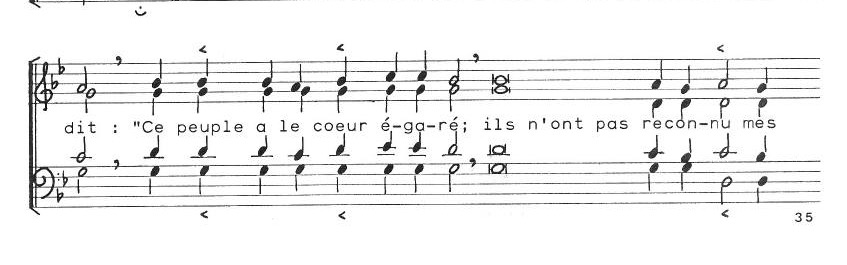 dit : "Ce peuple a le coeur é-ga-ré; ils n'ont pas recon-nu mes
35